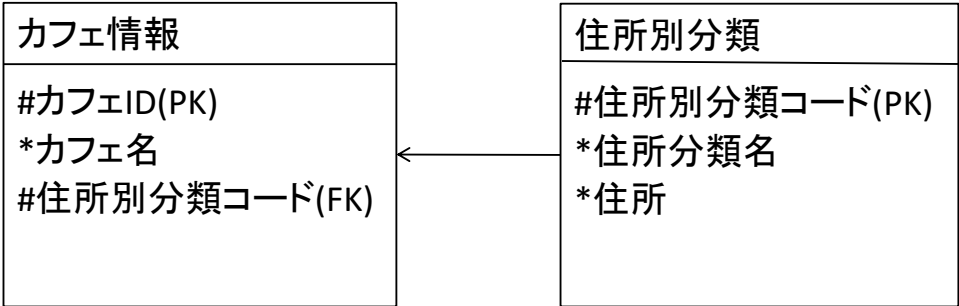 カフェ情報
#カフェID(PK)
*カフェ名
#住所別分類コード(FK)
住所別分類
#住所別分類コード(PK)
*住所分類名
*住所